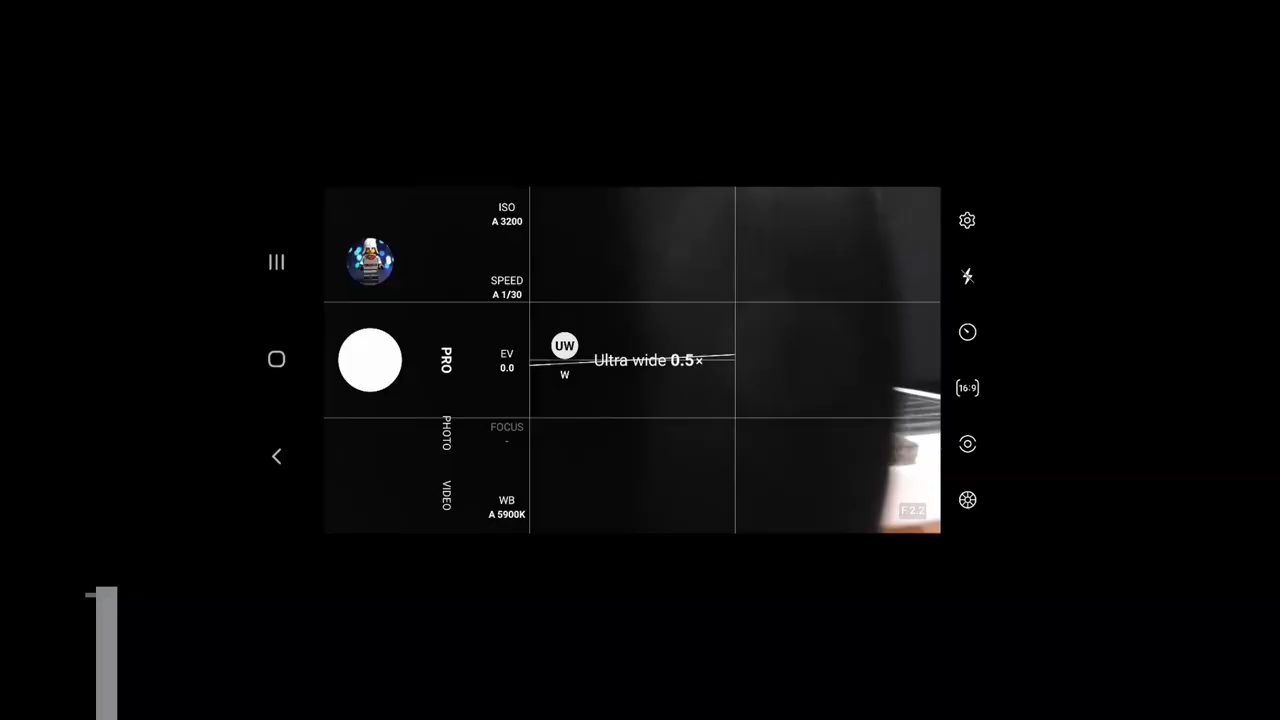 ISO
A 3200
SPEED
A 1/30
EV
0.0
FOCUS
-
WB
A 5900K
PRO
PHOTO
VIDEO
UW
W
Ultra wide 0.5×
16:9
F2.2